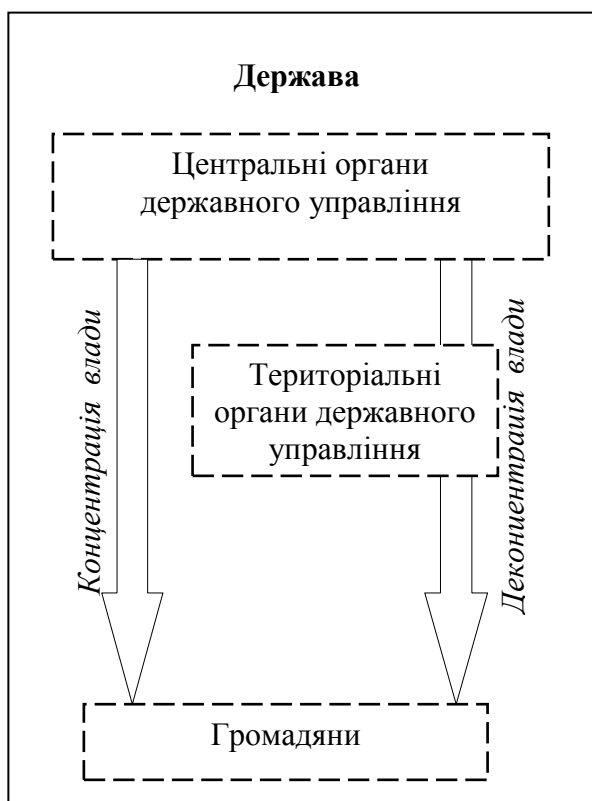 Держава
Центральні органи
державного управління
Концентрація влади
Територіальні
органи державного
управління
Деконцентрація влади
Громадяни